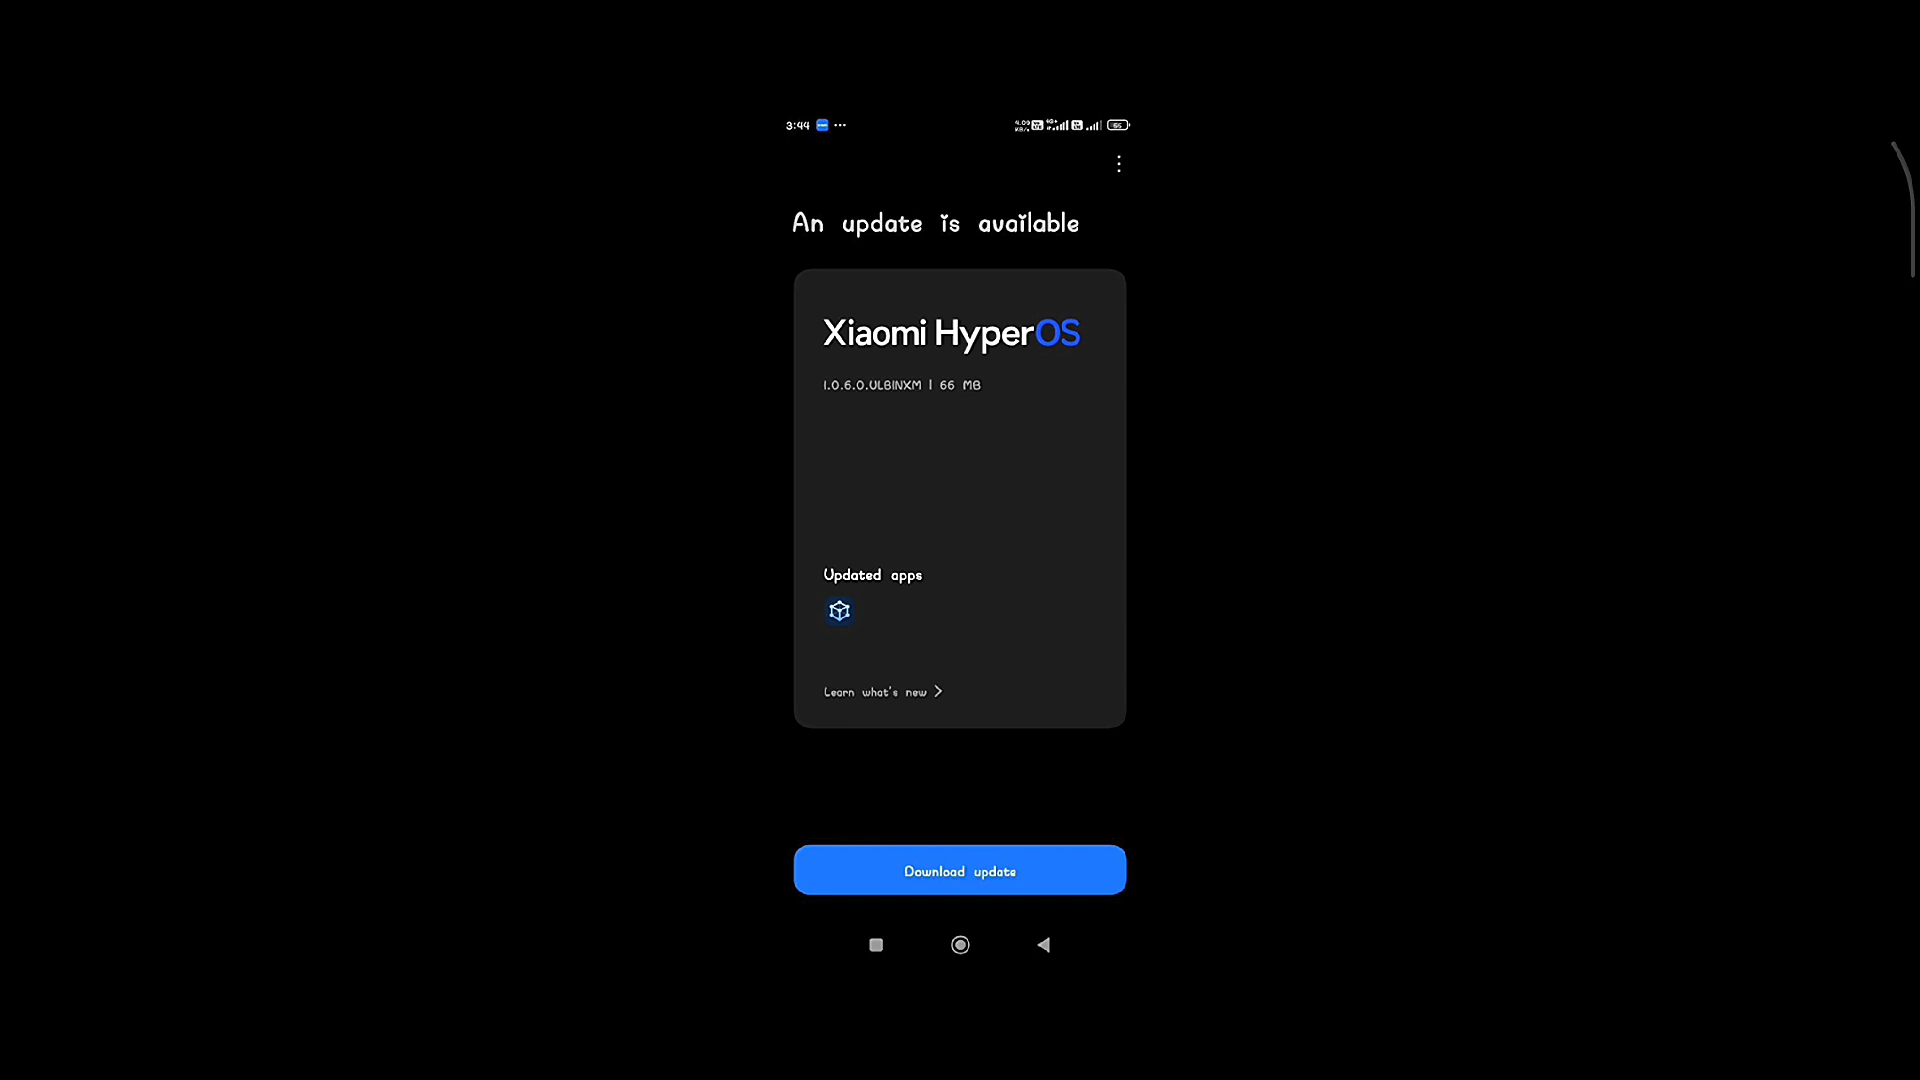 3:44
An update is available
Xiaomi HyperOS
1.0.6.0.ULBINXM | 66 MB
Updated apps
Learn what's new
Download update